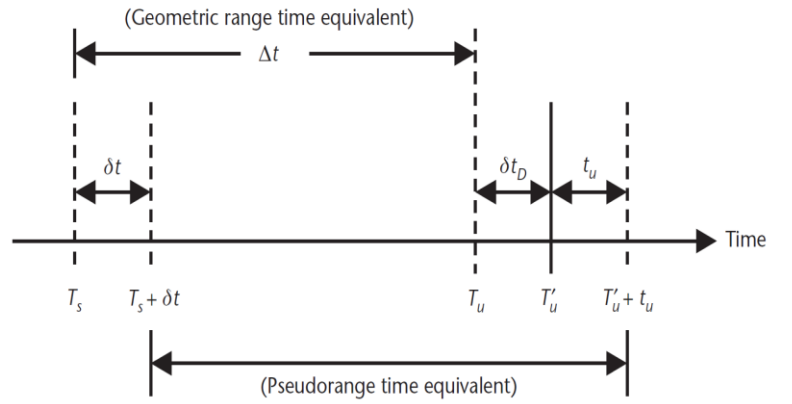 (Geometric range time equivalent)
Δt
δt
δt_D
t_u
Time
T_s
T_s + δt
T_u
T′_u
T′_u + t_u
(Pseudorange time equivalent)